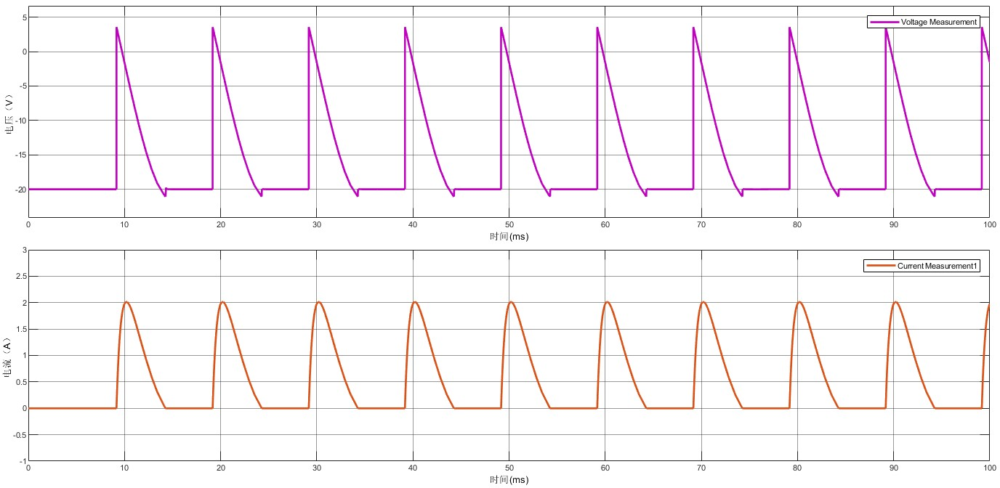 5
0
-5
-10
-15
-20
电压（V）
Voltage Measurement
0 10 20 30 40 50 60 70 80 90 100
时间(ms)
3
2.5
2
1.5
1
0.5
0
-0.5
-1
电流（A）
Current Measurement1
0 10 20 30 40 50 60 70 80 90 100
时间(ms)